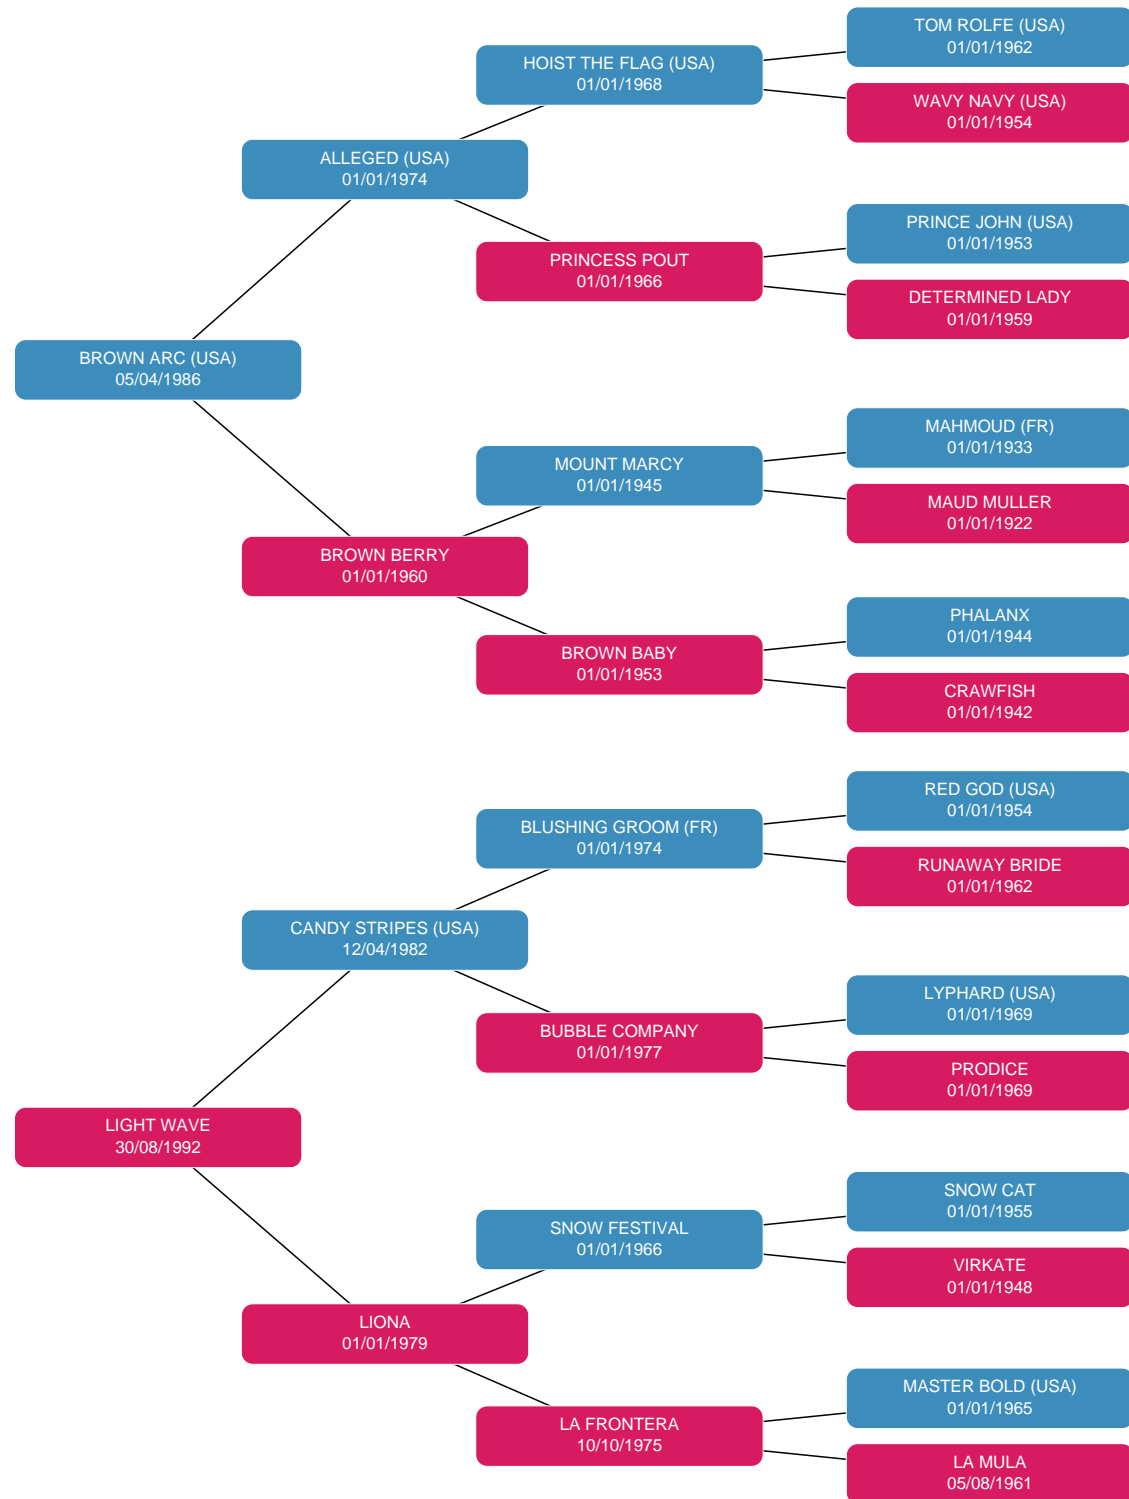 TOM ROLFE (USA)
01/01/1962
HOIST THE FLAG (USA)
01/01/1968
WAVY NAVY (USA)
01/01/1954
ALLEGED (USA)
01/01/1974
PRINCE JOHN (USA)
01/01/1953
PRINCESS POUT
01/01/1966
DETERMINED LADY
01/01/1959
BROWN ARC (USA)
05/04/1986
MAHMOUD (FR)
01/01/1933
MOUNT MARCY
01/01/1945
MAUD MULLER
01/01/1922
BROWN BERRY
01/01/1960
PHALANX
01/01/1944
BROWN BABY
01/01/1953
CRAWFISH
01/01/1942
RED GOD (USA)
01/01/1954
BLUSHING GROOM (FR)
01/01/1974
RUNAWAY BRIDE
01/01/1962
CANDY STRIPES (USA)
12/04/1982
LYPHARD (USA)
01/01/1969
BUBBLE COMPANY
01/01/1977
PRODICE
01/01/1969
LIGHT WAVE
30/08/1992
SNOW CAT
01/01/1955
SNOW FESTIVAL
01/01/1966
VIRKATE
01/01/1948
LIONA
01/01/1979
MASTER BOLD (USA)
01/01/1965
LA FRONTERA
10/10/1975
LA MULA
05/08/1961